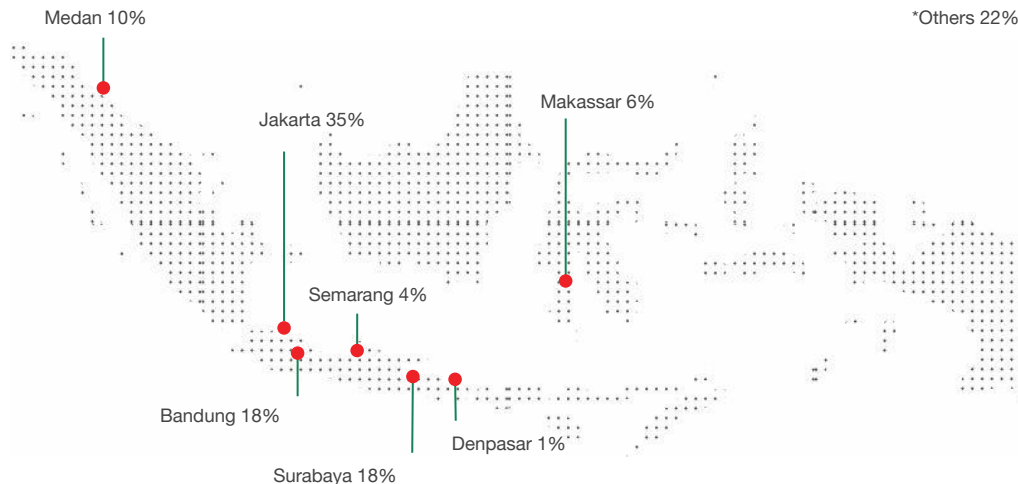 Medan 10%
*Others 22%
Makassar 6%
Jakarta 35%
Semarang 4%
Bandung 18%
Denpasar 1%
Surabaya 18%